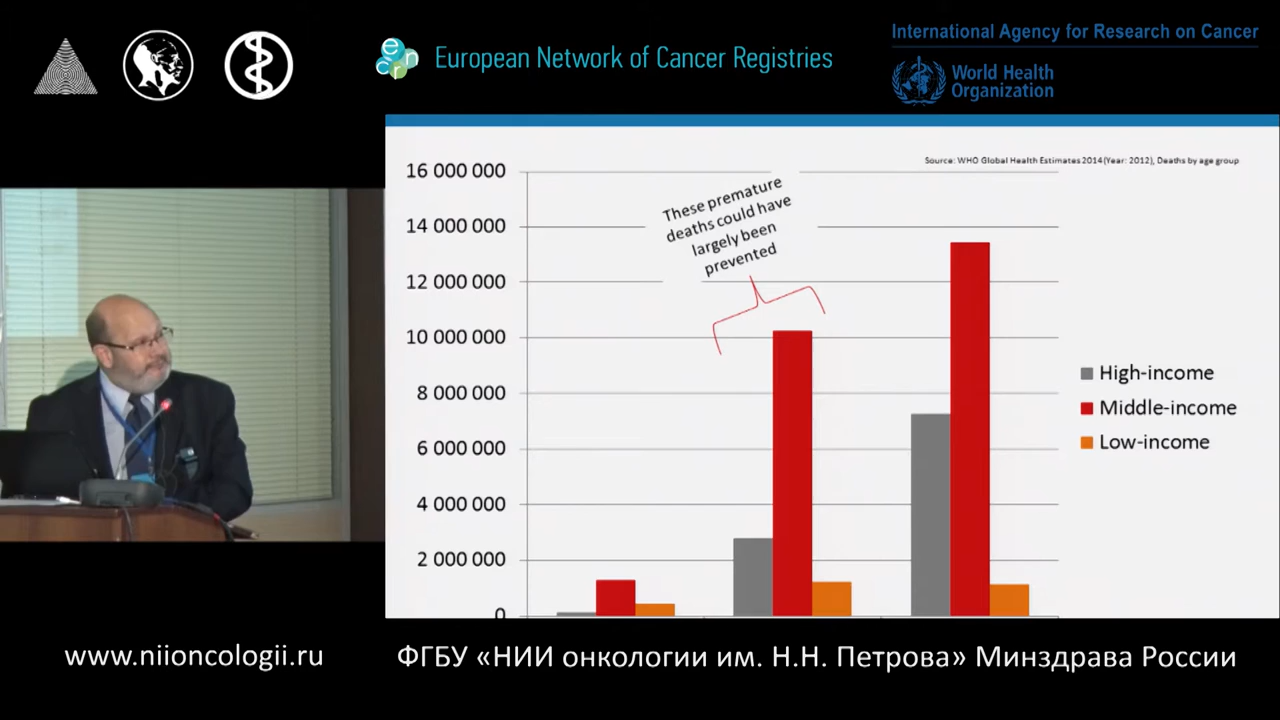 European Network of Cancer Registries
International Agency for Research on Cancer
World Health
Organization
Source: WHO Global Health Estimates 2014 (Year: 2012), Deaths by age group
16 000 000
14 000 000
12 000 000
10 000 000
8 000 000
6 000 000
4 000 000
2 000 000
0
These premature
deaths could have
largely been
prevented
High-income
Middle-income
Low-income
www.niioncologii.ru
ФГБУ «НИИ онкологии им. Н.Н. Петрова» Минздрава России